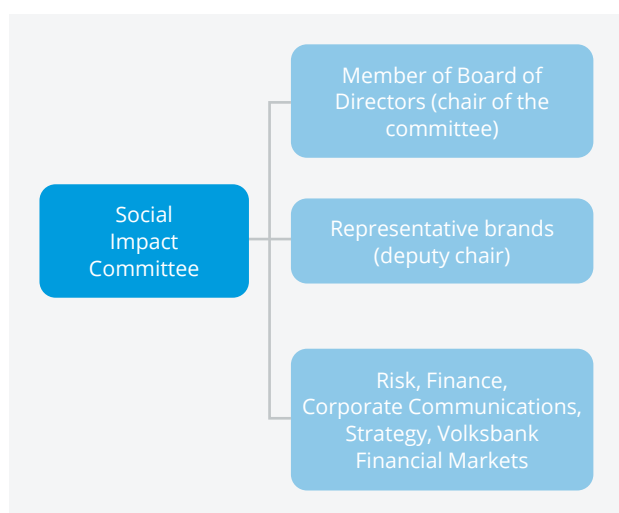 Social
Impact
Committee
Member of Board of
Directors (chair of the
committee)
Representative brands
(deputy chair)
Risk, Finance,
Corporate Communications,
Strategy, Volksbank
Financial Markets